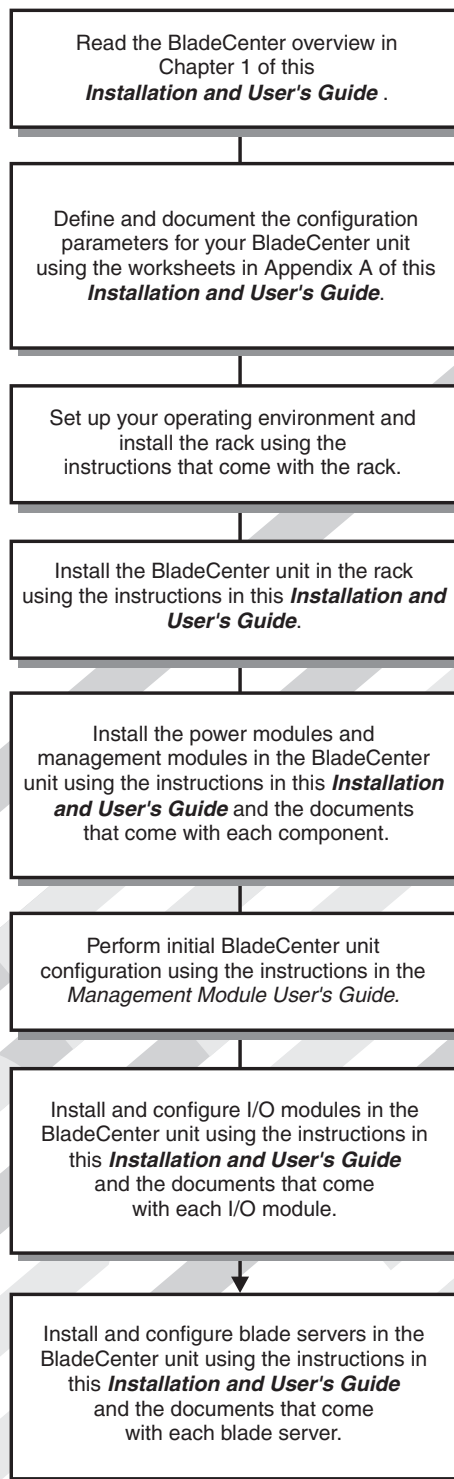 Read the BladeCenter overview in
Chapter 1 of this
Installation and User's Guide .
Define and document the configuration
parameters for your BladeCenter unit
using the worksheets in Appendix A of this
Installation and User's Guide.
Set up your operating environment and
install the rack using the
instructions that come with the rack.
Install the BladeCenter unit in the rack
using the instructions in this Installation and
User's Guide.
Install the power modules and
management modules in the BladeCenter
unit using the instructions in this Installation
and User's Guide and the documents
that come with each component.
Perform initial BladeCenter unit
configuration using the instructions in the
Management Module User's Guide.
Install and configure I/O modules in the
BladeCenter unit using the instructions in
this Installation and User's Guide
and the documents that come
with each I/O module.
Install and configure blade servers in the
BladeCenter unit using the instructions in
this Installation and User's Guide
and the documents that come
with each blade server.